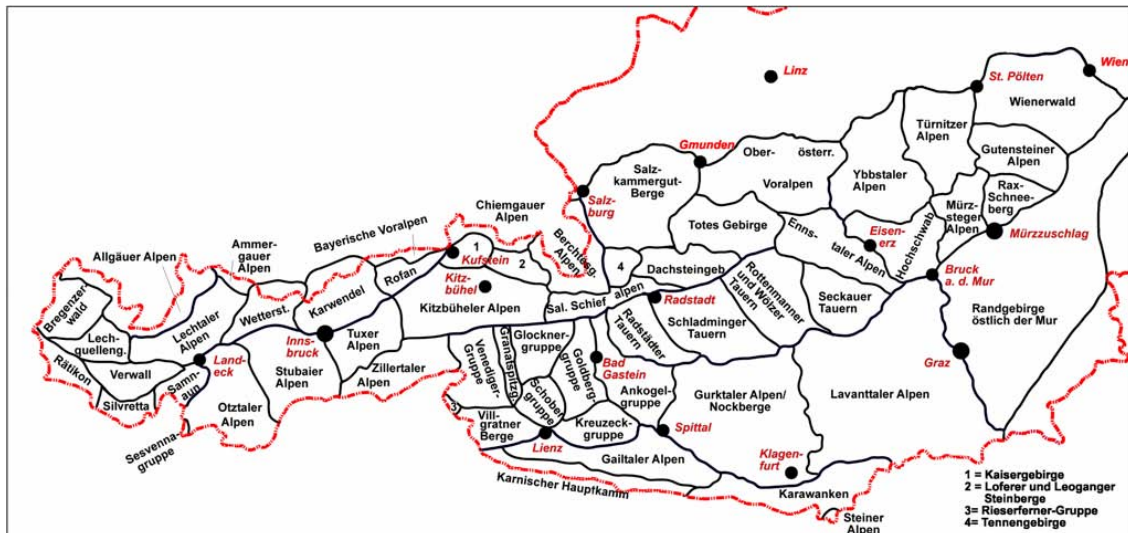 Wien
Linz
St. Pölten
Wienerwald
Türnitzer
Alpen
Gutensteiner
Alpen
Gmunden
Ober- österr.
Voralpen
Ybbstaler
Alpen
Salz-
kammergut-
Berge
Salz-
burg
Rax-
Schnee-
berg
Mürz-
steger
Alpen
Mürzzuschlag
Chiemgauer
Alpen
Bayerische Voralpen
Ammer-
gauer
Alpen
Allgäuer Alpen
Berchtesg.
Alpen
Totes Gebirge
Enns-
taler Alpen
Eisen-
erz
Hochschwab
Bruck
a. d. Mur
1
2
Kufstein
Kitz-
bühel
Rofan
Karwendel
4
Dachsteingeb.
Rottenmanner
und Wölzer
Tauern
Seckauer
Tauern
Randgebirge
östlich der Mur
Bregenzer
wald
Lech-
quelleng.
Lechtaler
Alpen
Wetterst.
Inns-
bruck
Tuxer
Alpen
Kitzbüheler Alpen
Sal. Schief alpen
Radstadt
Radstädter
Tauern
Schladminger
Tauern
Graz
Rätikon
Verwall
Silvretta
Samn-
aun
Land-
eck
Stubaier
Alpen
Zillertaler
Alpen
Venediger-
Gruppe
Granatspitzg.
Glockner-
gruppe
Goldberg-
gruppe
Bad
Gastein
Ankogel-
gruppe
Gurktaler Alpen/
Nockberge
Lavanttaler Alpen
Sesvenna-
gruppe
Otztaler
Alpen
3
Vill-
gratner
Berge
Schober
gruppe
Kreuzeck-
gruppe
Lienz
Spittal
Gailtaler Alpen
Karnischer Hauptkamm
Klagen-
furt
Karawanken
Steiner
Alpen
1 = Kaisergebirge
2 = Loferer und Leoganger
Steinberge
3= Rieserferner-Gruppe
4= Tennengebirge